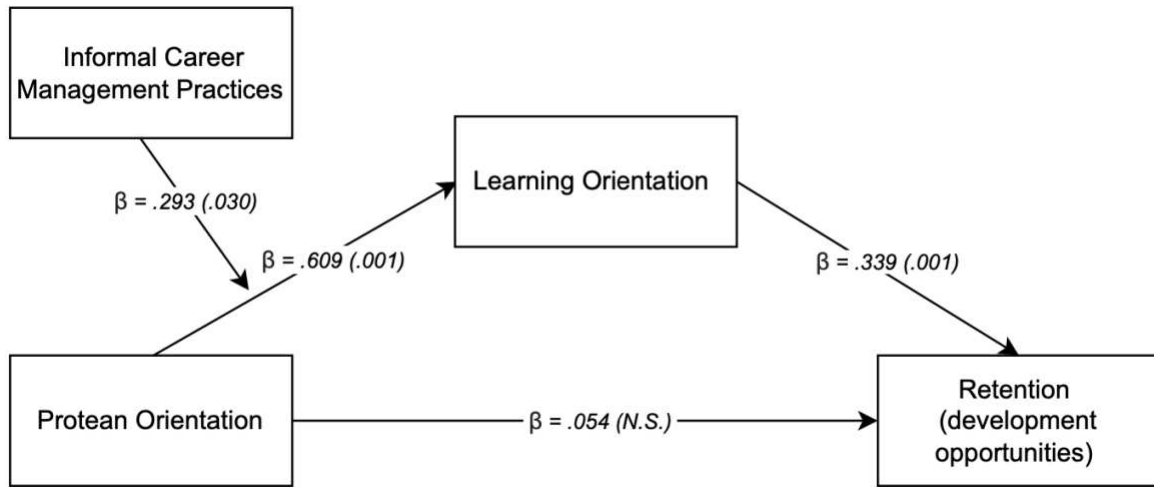 Informal Career
Management Practices
Learning Orientation
β = .293 (.030)
β = .609 (.001)
β = .339 (.001)
Protean Orientation
β = .054 (N.S.)
Retention
(development
opportunities)